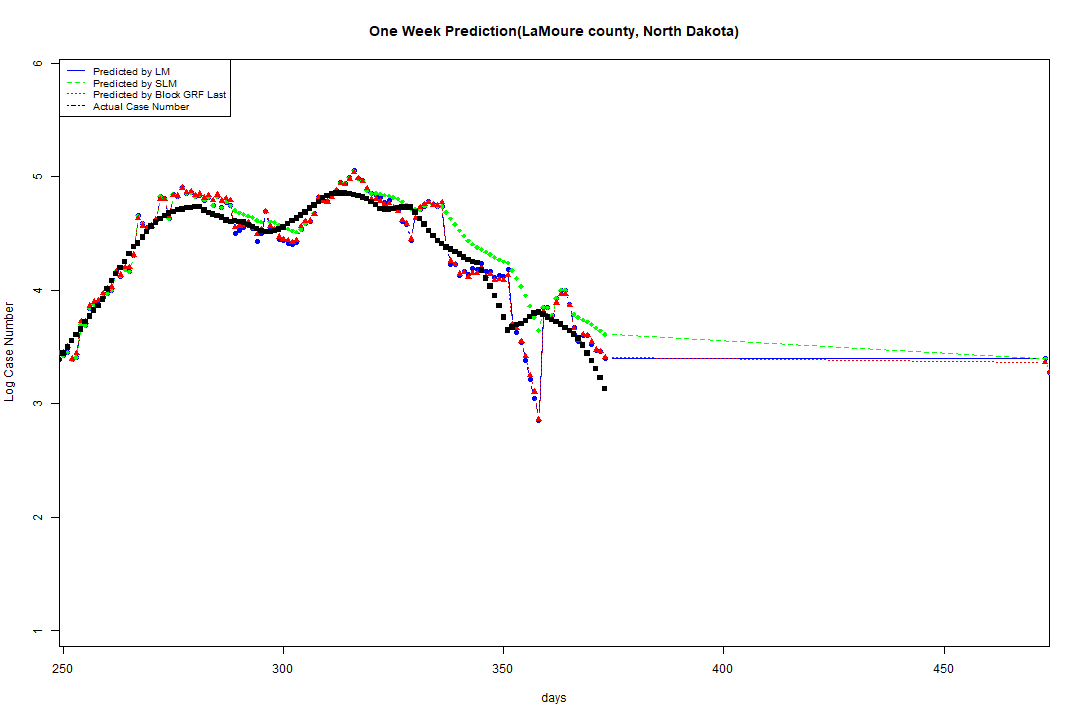 One Week Prediction(LaMoure county, North Dakota)
Predicted by LM
Predicted by SLM
Predicted by Block GRF Last
Actual Case Number
6
5
4
3
2
1
Log Case Number
250 300 350 400 450
days